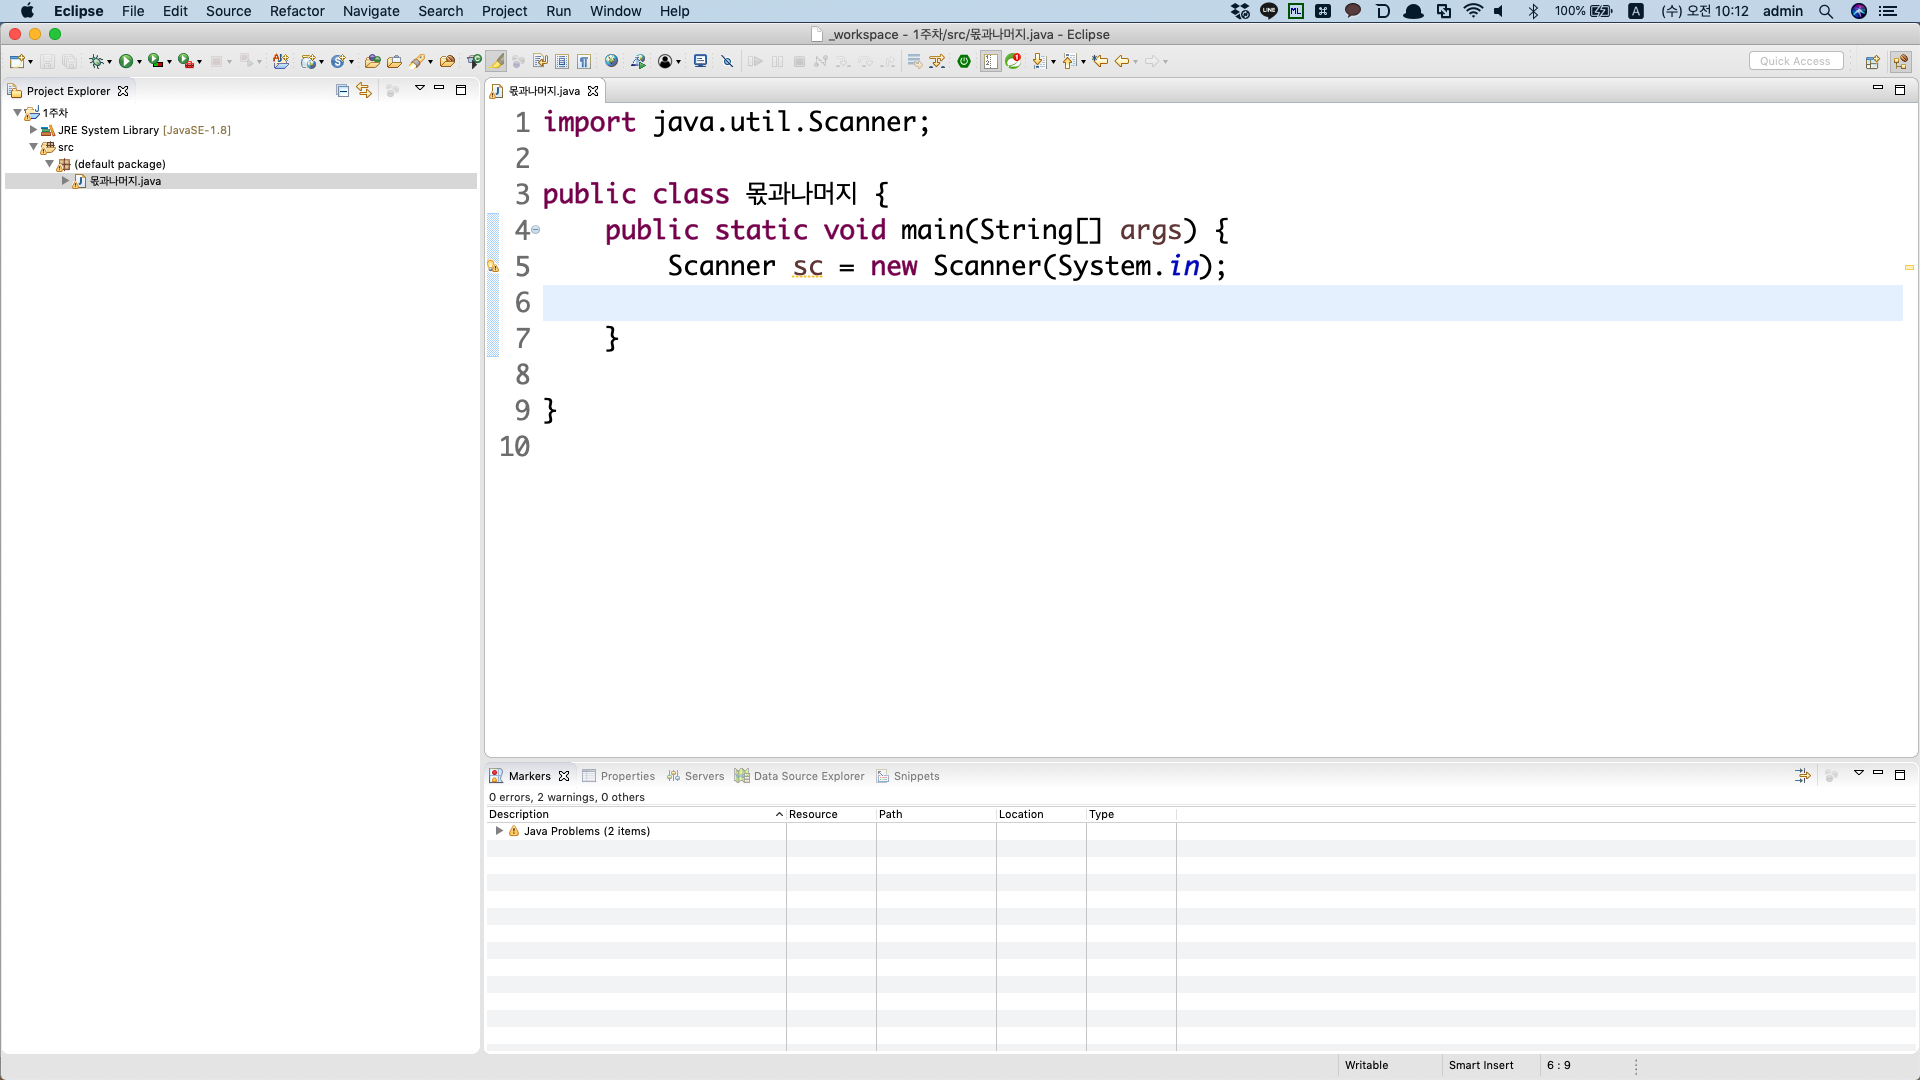 Eclipse File Edit Source Refactor Navigate Search Project Run Window Help 100% A (수) 오전 10:12 admin
_workspace - 1주차/src/몫과나머지.java - Eclipse
Quick Access
Project Explorer
1주차
JRE System Library [JavaSE-1.8]
src
(default package)
몫과나머지.java
몫과나머지.java
1 import java.util.Scanner;
2
3 public class 몫과나머지 {
4 public static void main(String[] args) {
5 Scanner sc = new Scanner(System.in);
6
7 }
8
9 }
10
Markers Properties Servers Data Source Explorer Snippets
0 errors, 2 warnings, 0 others
Description Resource Path Location Type
Java Problems (2 items)
Writable Smart Insert 6 : 9